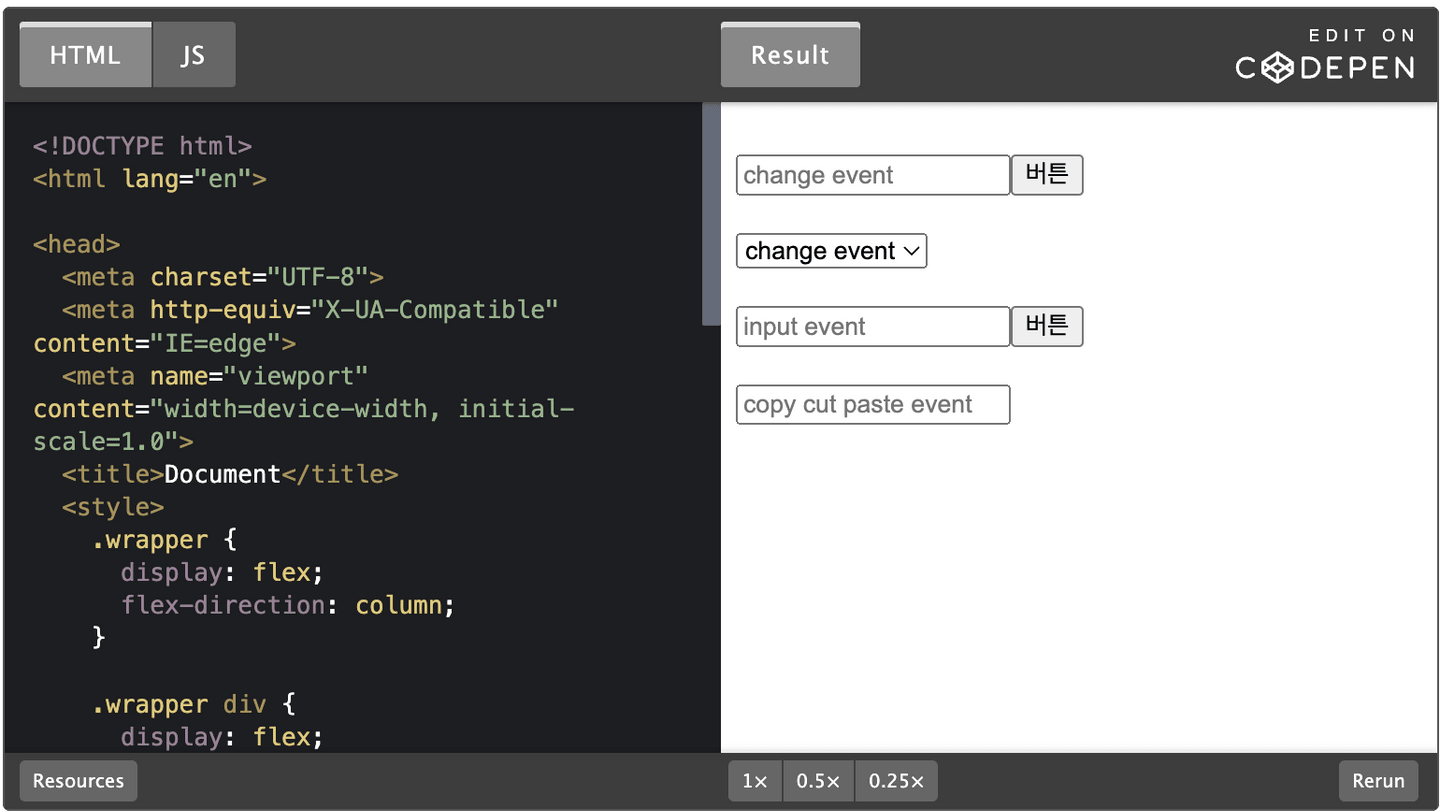 HTML JS Result EDIT ON
CODEPEN
<!DOCTYPE html>
<html lang="en">
<head>
<meta charset="UTF-8">
<meta http-equiv="X-UA-Compatible"
content="IE=edge">
<meta name="viewport"
content="width=device-width, initial-
scale=1.0">
<title>Document</title>
<style>
.wrapper {
display: flex;
flex-direction: column;
}
.wrapper div {
display: flex;
change event 버튼
change event
input event 버튼
copy cut paste event
Resources 1× 0.5× 0.25× Rerun